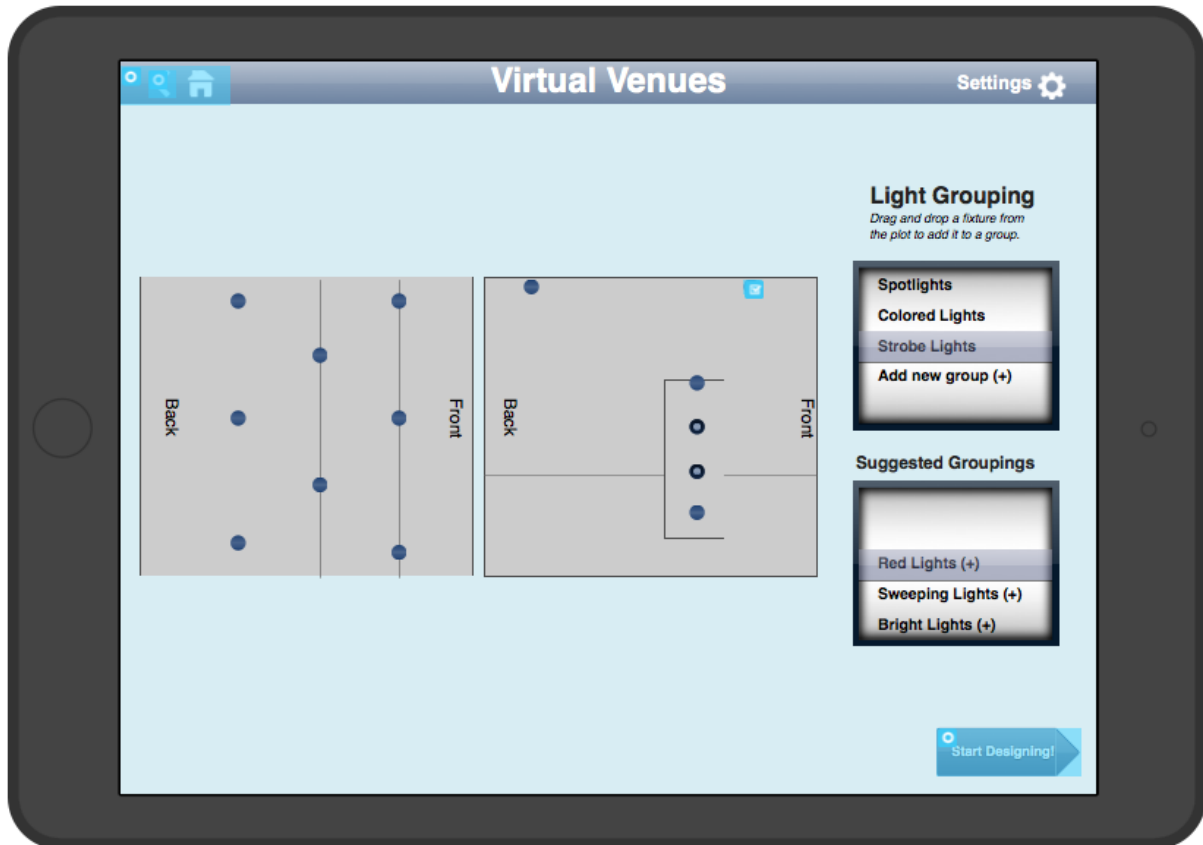 Virtual Venues
Settings
Light Grouping
Drag and drop a fixture from
the plot to add it to a group.
Back
Front
Back
Front
Spotlights
Colored Lights
Strobe Lights
Add new group (+)
Suggested Groupings
Red Lights (+)
Sweeping Lights (+)
Bright Lights (+)
Start Designing!